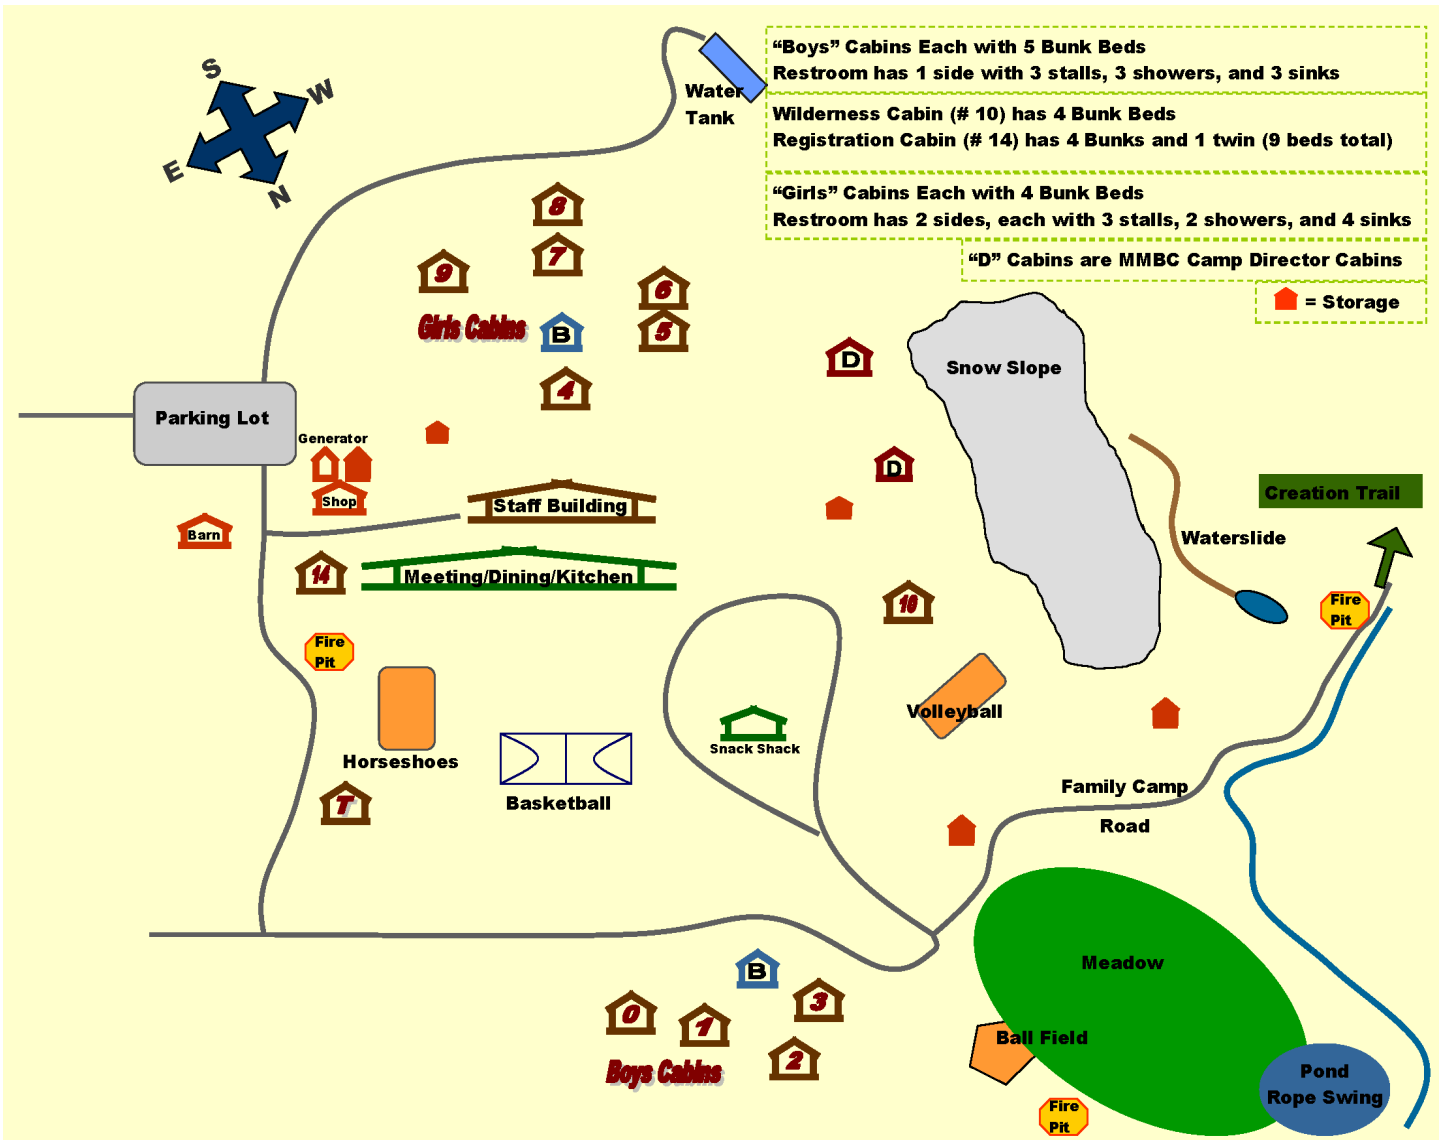 S
W
E
N
Water
Tank
“Boys” Cabins Each with 5 Bunk Beds
Restroom has 1 side with 3 stalls, 3 showers, and 3 sinks
Wilderness Cabin (# 10) has 4 Bunk Beds
Registration Cabin (# 14) has 4 Bunks and 1 twin (9 beds total)
“Girls” Cabins Each with 4 Bunk Beds
Restroom has 2 sides, each with 3 stalls, 2 showers, and 4 sinks
“D” Cabins are MMBC Camp Director Cabins
= Storage
8
7
9
6
5
Girls Cabins
B
4
D
D
Snow Slope
Parking Lot
Generator
Shop
Barn
Staff Building
Meeting/Dining/Kitchen
14
10
Creation Trail
Waterslide
Fire
Pit
Fire
Pit
Horseshoes
Basketball
Snack Shack
Volleyball
T
Family Camp
Road
B
0
1
3
2
Boys Cabins
Meadow
Ball Field
Pond
Rope Swing
Fire
Pit